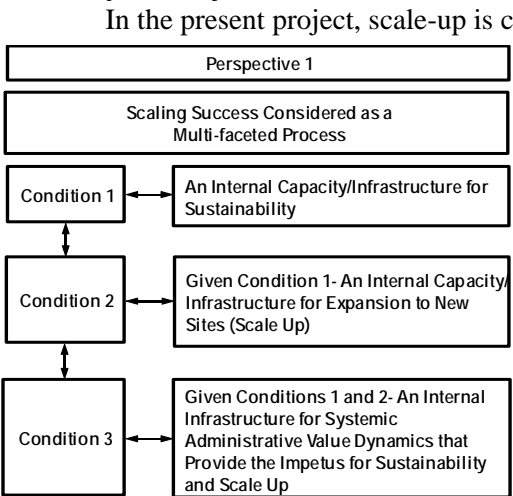 In the present project, scale-up is c
Perspective 1
Scaling Success Considered as a
Multi-faceted Process
Condition 1
An Internal Capacity/Infrastructure for
Sustainability
Condition 2
Given Condition 1- An Internal Capacity/
Infrastructure for Expansion to New
Sites (Scale Up)
Condition 3
Given Conditions 1 and 2- An Internal
Infrastructure for Systemic
Administrative Value Dynamics that
Provide the Impetus for Sustainability
and Scale Up